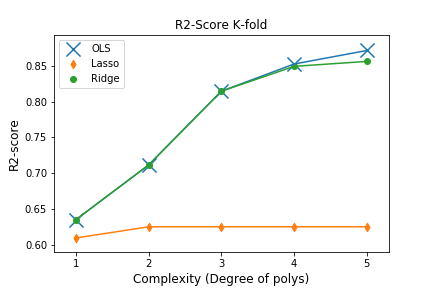 R2-Score K-fold
OLS
Lasso
Ridge
R2-score
0.85
0.80
0.75
0.70
0.65
0.60
1 2 3 4 5
Complexity (Degree of polys)